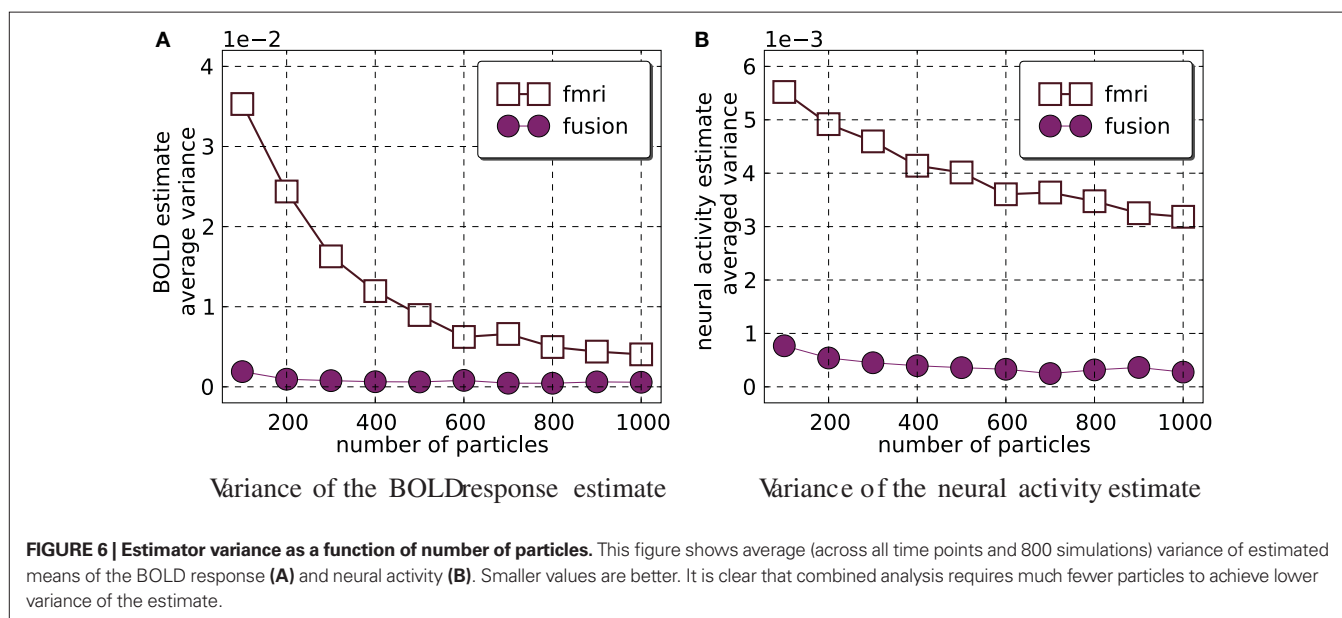 A
1e−2
4
3
2
1
0
BOLD estimate
average variance
fmri
fusion
200 400 600 800 1000
number of particles
Variance of the BOLDresponse estimate
B
1e−3
6
5
4
3
2
1
0
neural activity estimate
averaged variance
fmri
fusion
200 400 600 800 1000
number of particles
Variance of the neural activity estimate
FIGURE 6 | Estimator variance as a function of number of particles. This figure shows average (across all time points and 800 simulations) variance of estimated
means of the BOLD response (A) and neural activity (B). Smaller values are better. It is clear that combined analysis requires much fewer particles to achieve lower
variance of the estimate.